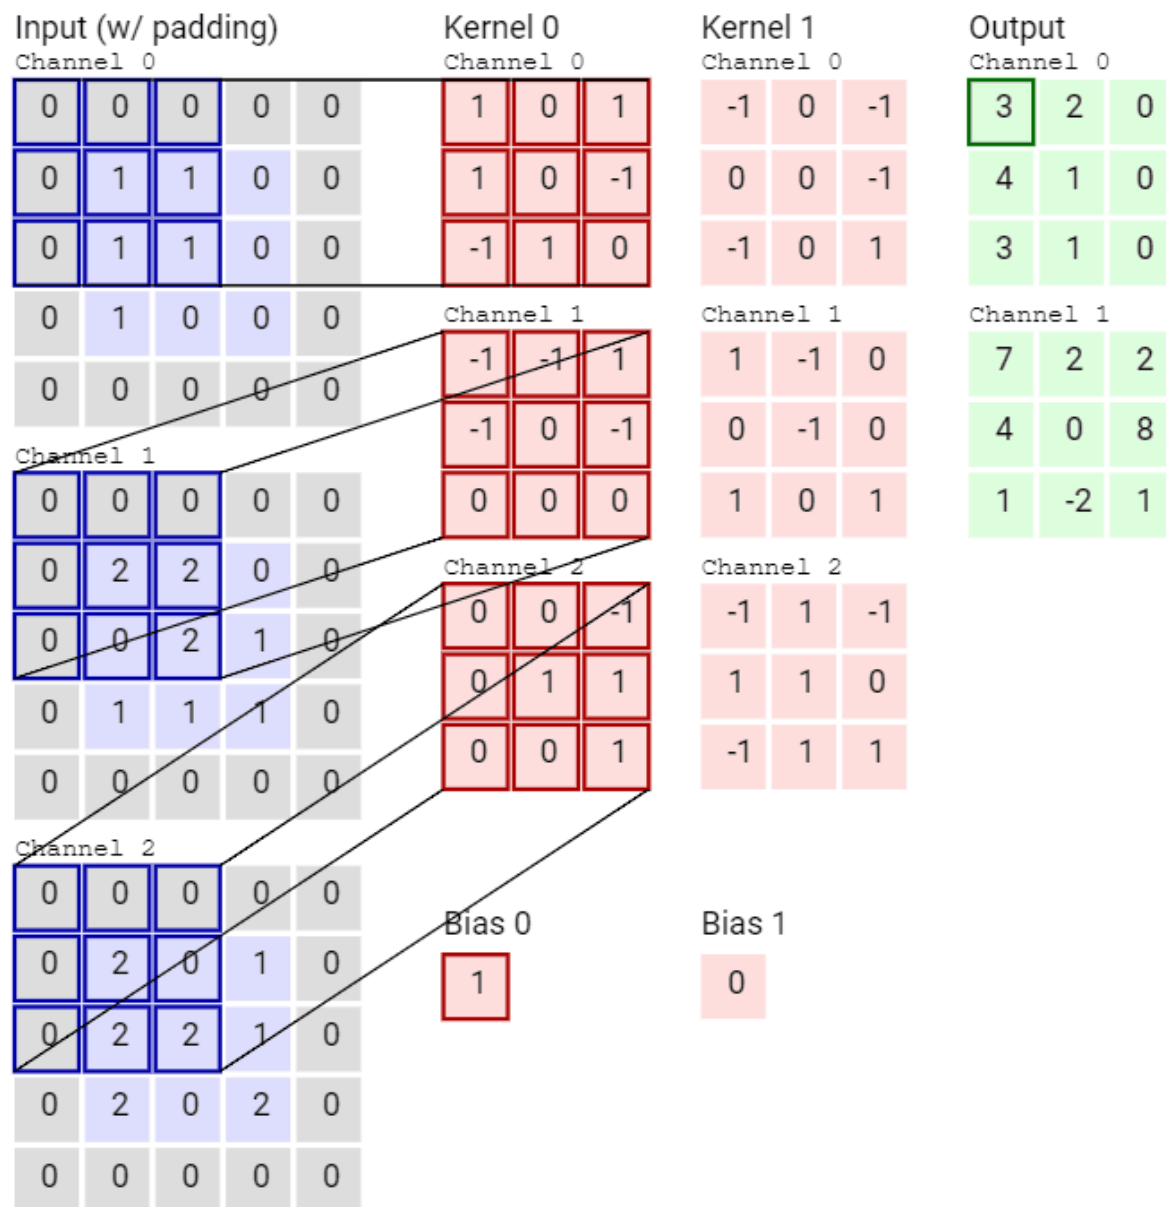 Input (w/ padding)
Channel 0
0 0 0 0 0
0 1 1 0 0
0 1 1 0 0
0 1 0 0 0
0 0 0 0 0
Channel 1
0 0 0 0 0
0 2 2 0 0
0 0 2 1 0
0 1 1 1 0
0 0 0 0 0
Channel 2
0 0 0 0 0
0 2 0 1 0
0 2 2 1 0
0 2 0 2 0
0 0 0 0 0
Kernel 0
Channel 0
1 0 1
1 0 -1
-1 1 0
Channel 1
-1 -1 1
-1 0 -1
0 0 0
Channel 2
0 0 -1
0 1 1
0 0 1
Bias 0
1
Kernel 1
Channel 0
-1 0 -1
0 0 -1
-1 0 1
Channel 1
1 -1 0
0 -1 0
1 0 1
Channel 2
-1 1 -1
1 1 0
-1 1 1
Bias 1
0
Output
Channel 0
3 2 0
4 1 0
3 1 0
Channel 1
7 2 2
4 0 8
1 -2 1